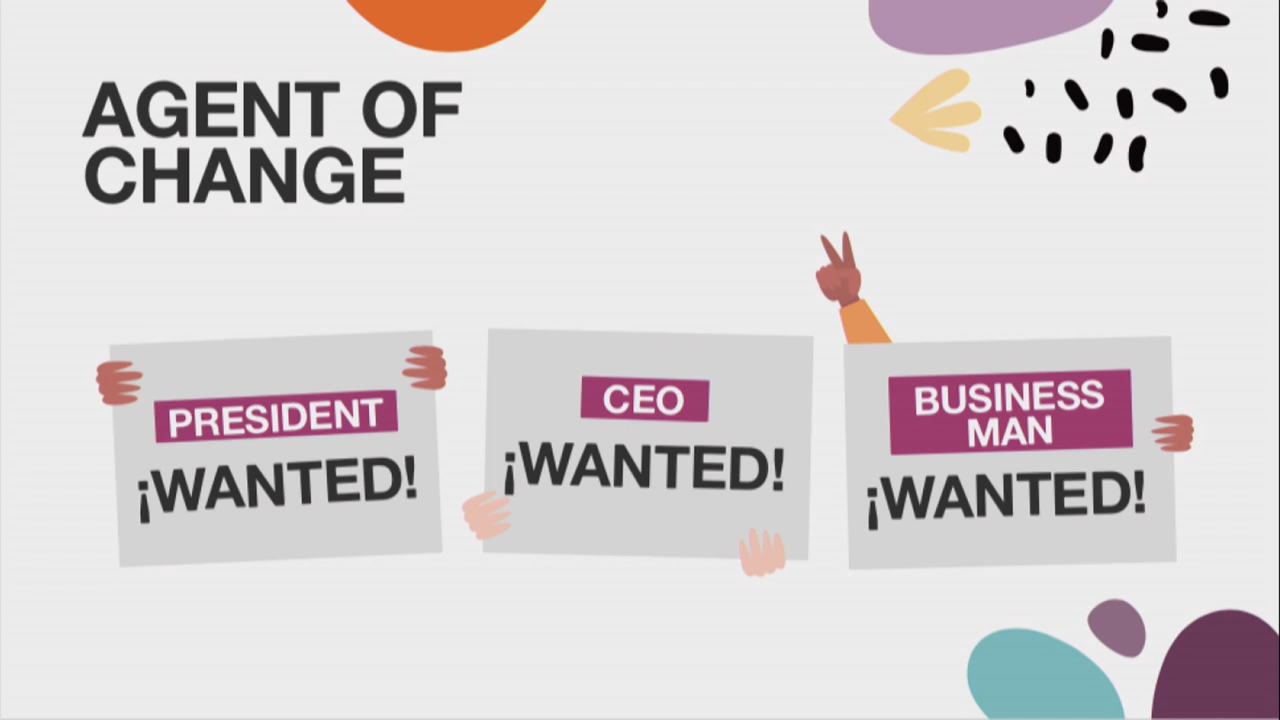 AGENT OF
CHANGE
PRESIDENT
¡WANTED!
CEO
¡WANTED!
BUSINESS
MAN
¡WANTED!